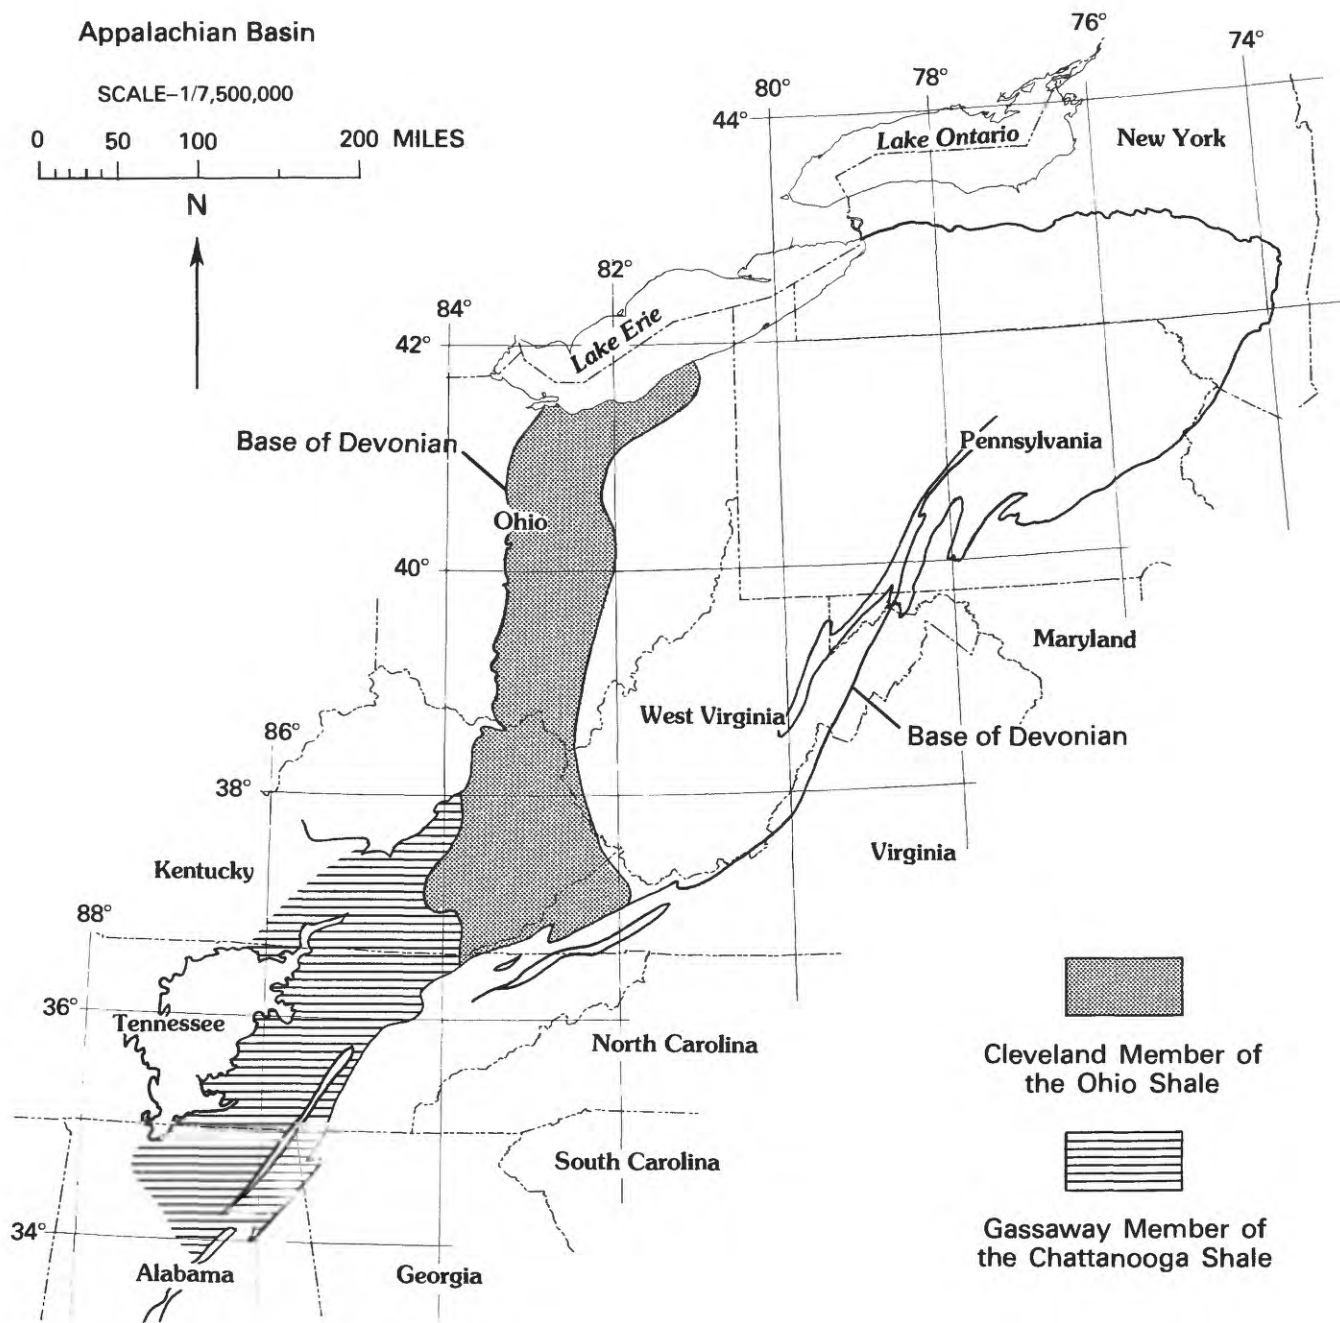 Appalachian Basin
SCALE–1/7,500,000
0 50 100 200 MILES
N
76°
74°
78°
80°
44°
Lake Ontario
New York
82°
84°
42°
Lake Erie
Base of Devonian
Pennsylvania
Ohio
40°
Maryland
West Virginia
Base of Devonian
86°
38°
Virginia
Kentucky
88°
36°
Tennessee
North Carolina
Cleveland Member of
the Ohio Shale
South Carolina
34°
Alabama
Georgia
Gassaway Member of
the Chattanooga Shale